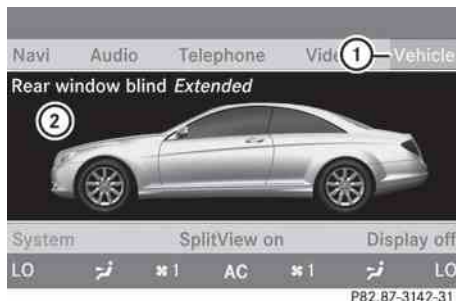 Navi Audio Telephone Vide 1 Vehicle
Rear window blind Extended
2
System SplitView on Display off
LO 1 AC 1 LO
P82.87-3142-31